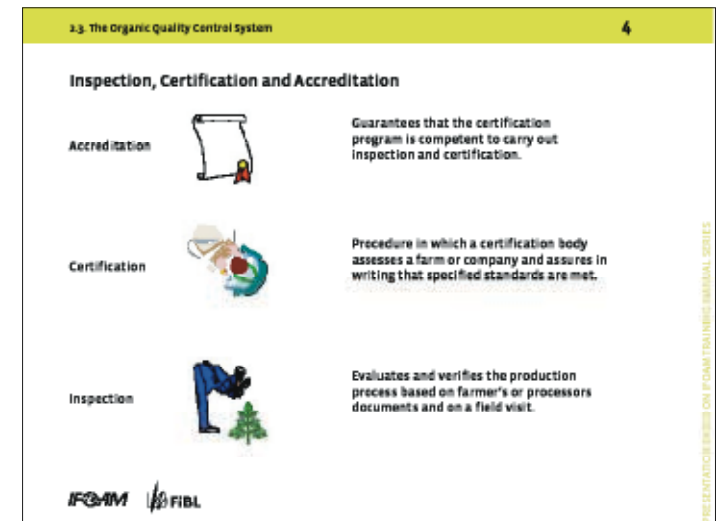 2.3. The Organic Quality Control System
4
Inspection, Certification and Accreditation
Accreditation
Guarantees that the certification
program is competent to carry out
inspection and certification.
Certification
Procedure in which a certification body
assesses a farm or company and assures in
writing that specified standards are met.
Inspection
Evaluates and verifies the production
process based on farmer's or processors
documents and on a field visit.
IFOAM
FiBL
PRESENTATION BASED ON IFOAM TRAINING MANUAL SERIES